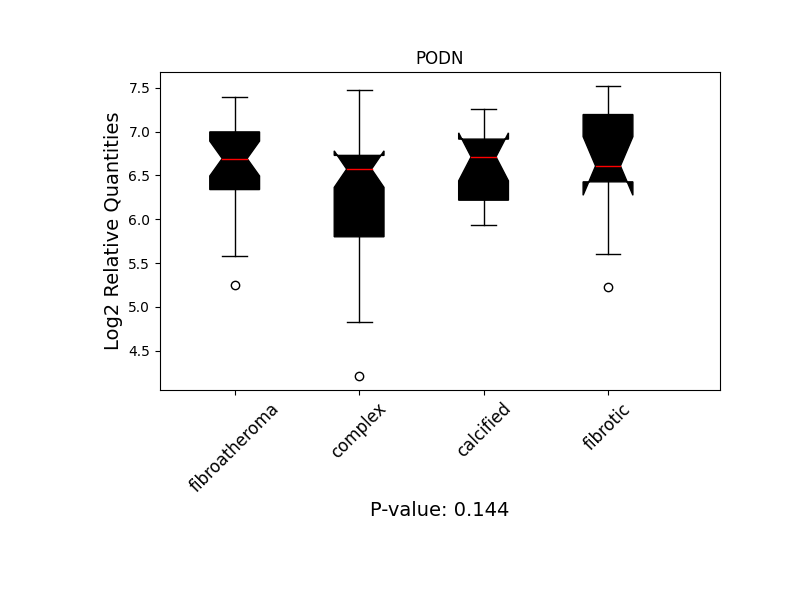 PODN
Log2 Relative Quantities
7.5
7.0
6.5
6.0
5.5
5.0
4.5
fibroatheroma
complex
calcified
fibrotic
P-value: 0.144